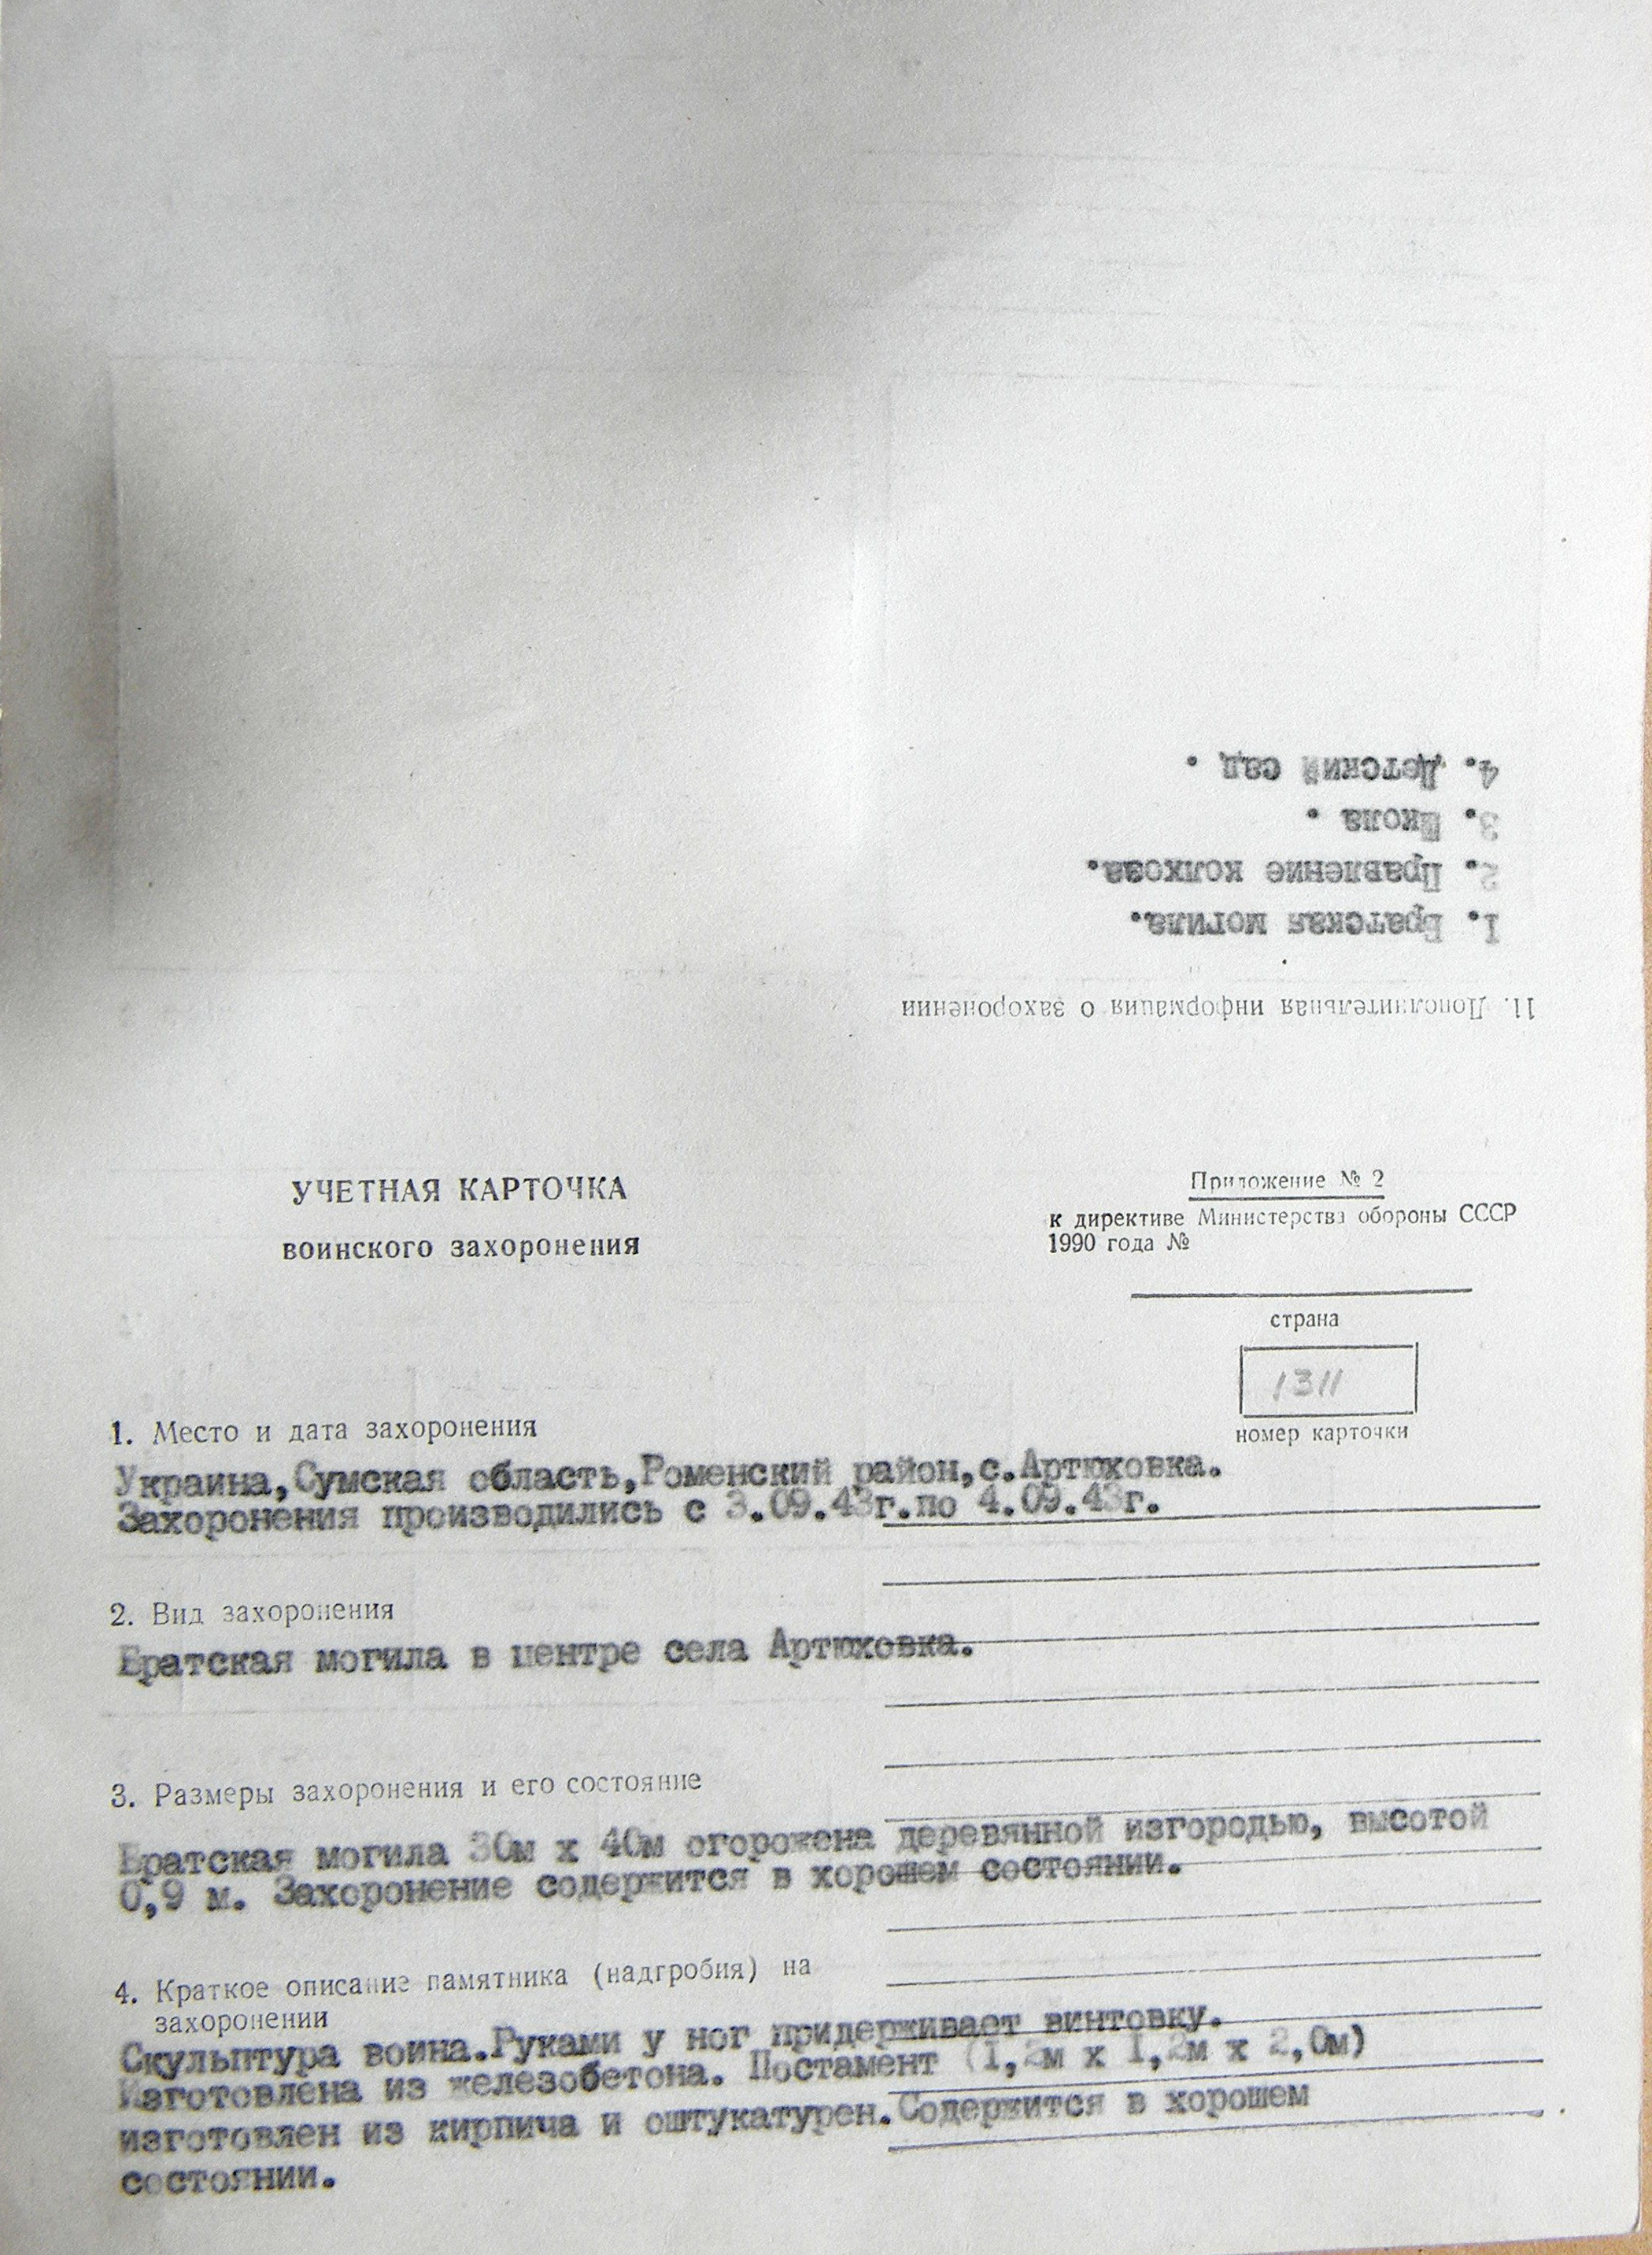 11. Дополнительная информация о захоронении
1. Братская могила.
2. Правление колхоза.
3. Школа .
4. Детский сад .
УЧЕТНАЯ КАРТОЧКА
воинского захоронения
Приложение № 2
к директиве Министерства обороны СССР
1990 года №
страна
1311
номер карточки
1. Место и дата захоронения
Украина,Сумская область,Роменский район,с.Артюховка.
Захоронения производились с 3.09.43г.по 4.09.43г.
2. Вид захоронения
Братская могила в центре села Артюховка.
3. Размеры захоронения и его состояние
Братская могила 30м х 40м огорожена деревянной изгородью, высотой
0,9 м. Захоронение содержится в хорошем состоянии.
4. Краткое описание памятника (надгробия) на
захоронении
Скульптура воина.Руками у ног придерживает винтовку.
Изготовлена из железобетона. Постамент (1,2м х 1,2м х 2,0м)
изготовлен из кирпича и оштукатурен.Содержится в хорошем
состоянии.